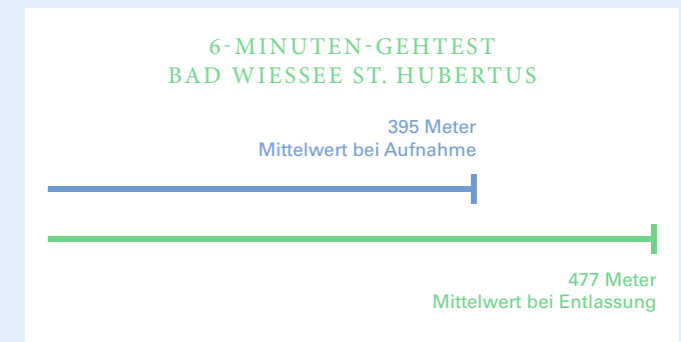 6-MINUTEN-GEHTEST
BAD WIESSEE ST. HUBERTUS
395 Meter
Mittelwert bei Aufnahme
477 Meter
Mittelwert bei Entlassung